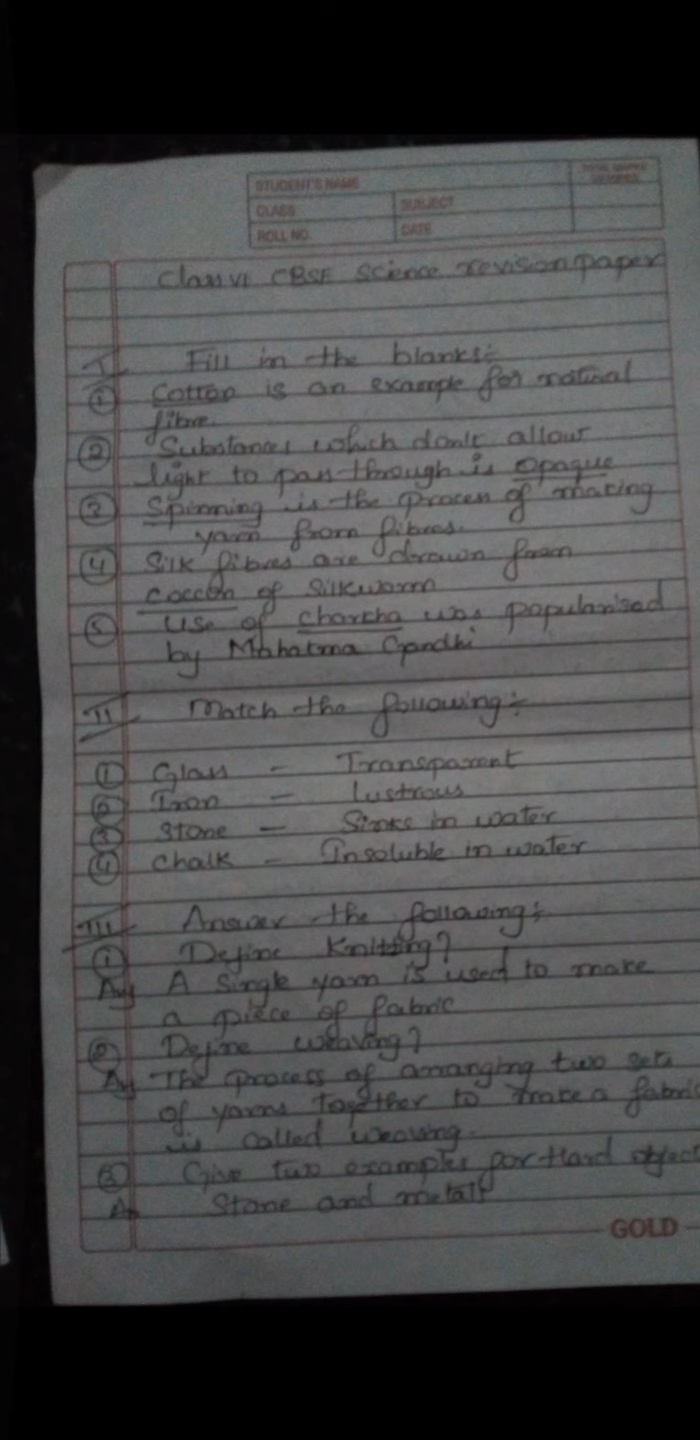 STUDENT'S NAME
CLASS
SUBJECT
ROLL NO.
DATE
Class VI CBSE Science revision paper
I Fill in the blanks:-
① Cotton is an example for natural
fibre.
② Substances which don't allow
light to pass through is opaque
③ Spinning is the process of making
yarn from fibres.
④ Silk fibres are drawn from
cocoon of silkworm
⑤ Use of charkha was popularised
by Mahatma Gandhi
II Match the following:-
① Glass - Transparent
② Iron - Lustrous
③ Stone - Sinks in water
④ Chalk - Insoluble in water
III Answer the following:-
① Define Knitting?
Ans A single yarn is used to make
a piece of fabric
② Define weaving?
Ans The process of arranging two sets
of yarns together to make a fabric
is called weaving.
③ Give two examples for Hard object
Stone and metal
GOLD